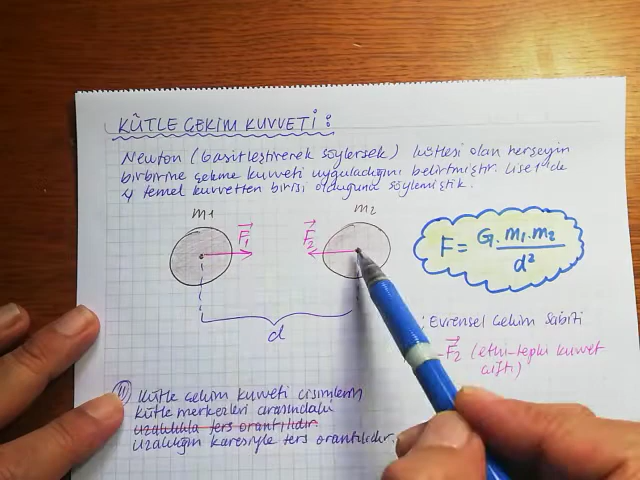 KÜTLE ÇEKİM KUVVETİ :
Newton (basitleştirerek söylersek) kütlesi olan herşeyin
birbirine çekme kuvveti uyguladığını belirtmiştir. Lise1'de
4 temel kuvvetten birisi olduğunu söylemiştik.
m1 m2
F1 F2
F = G.m1.m2 / d²
d
: Evrensel Çekim Sabiti
-F2 (etki-tepki kuvvet
çifti)
!! Kütle çekim kuvveti cisimlerin
kütle merkezleri arasındaki
uzaklıkla ters orantılıdır.
uzaklığın karesiyle ters orantılıdır.